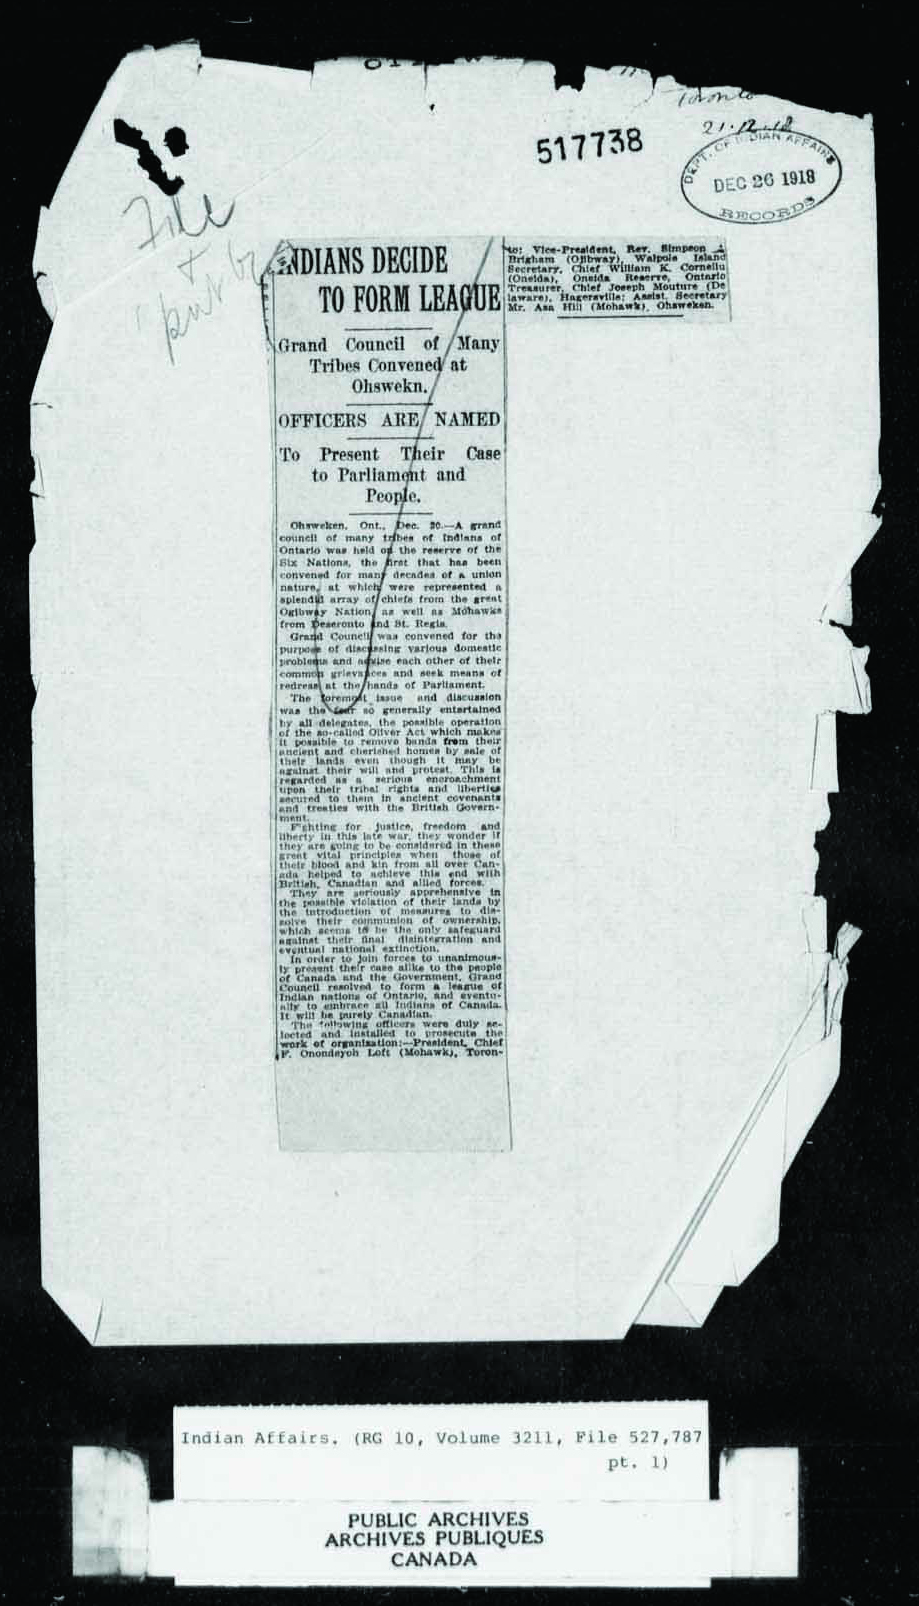 Toronto
21.12.18
517738
DEPT. OF INDIAN AFFAIRS
DEC 26 1918
RECORDS
File
+
put by
INDIANS DECIDE
TO FORM LEAGUE
Grand Council of Many
Tribes Convened at
Ohswekn.
OFFICERS ARE NAMED
To Present Their Case
to Parliament and
People.
Ohsweken, Ont., Dec. 20.—A grand
council of many tribes of Indians of
Ontario was held on the reserve of the
Six Nations, the first that has been
convened for many decades of a union
nature, at which were represented a
splendid array of chiefs from the great
Ogibway Nation, as well as Mohawks
from Deseronto and St. Regis.
Grand Council was convened for the
purpose of discussing various domestic
problems and advise each other of their
common grievances and seek means of
redress at the hands of Parliament.
The foremost issue and discussion
was the fear so generally entertained
by all delegates, the possible operation
of the so-called Oliver Act which makes
it possible to remove bands from their
ancient and cherished homes by sale of
their lands even though it may be
against their will and protest. This is
regarded as a serious encroachment
upon their tribal rights and liberties
secured to them in ancient covenants
and treaties with the British Govern-
ment.
Fighting for justice, freedom and
liberty in this late war, they wonder if
they are going to be considered in these
great vital principles when those of
their blood and kin from all over Can-
ada helped to achieve this end with
British, Canadian and allied forces.
They are seriously apprehensive in
the possible violation of their lands by
the introduction of measures to dis-
solve their communion of ownership,
which seems to be the only safeguard
against their final disintegration and
eventual national extinction.
In order to join forces to unanimous-
ly present their case alike to the people
of Canada and the Government, Grand
Council resolved to form a league of
Indian nations of Ontario, and eventu-
ally to embrace all Indians of Canada.
It will be purely Canadian.
The following officers were duly se-
lected and installed to prosecute the
work of organization:—President, Chief
F. Onondeyoh Loft (Mohawk), Toron-
to; Vice-President, Rev. Simpson
Brigham (Ojibway), Walpole Island
Secretary, Chief William K. Corneliu
(Oneida), Oneida Reserve, Ontario
Treasurer, Chief Joseph Mouture (De
laware), Hagersville; Assist. Secretary
Mr. Asa Hill (Mohawk), Ohsweken.
Indian Affairs. (RG 10, Volume 3211, File 527,787
pt. 1)
PUBLIC ARCHIVES
ARCHIVES PUBLIQUES
CANADA